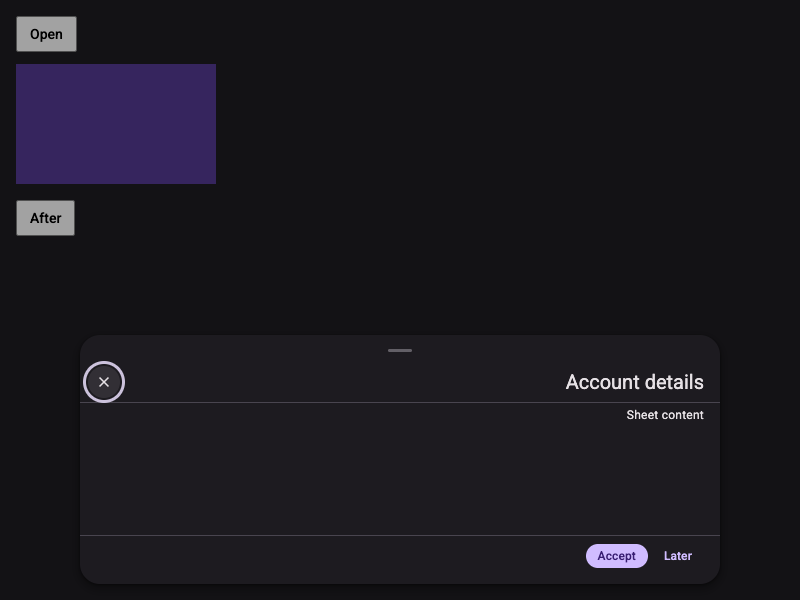 Open
After
Account details
Sheet content
Accept
Later